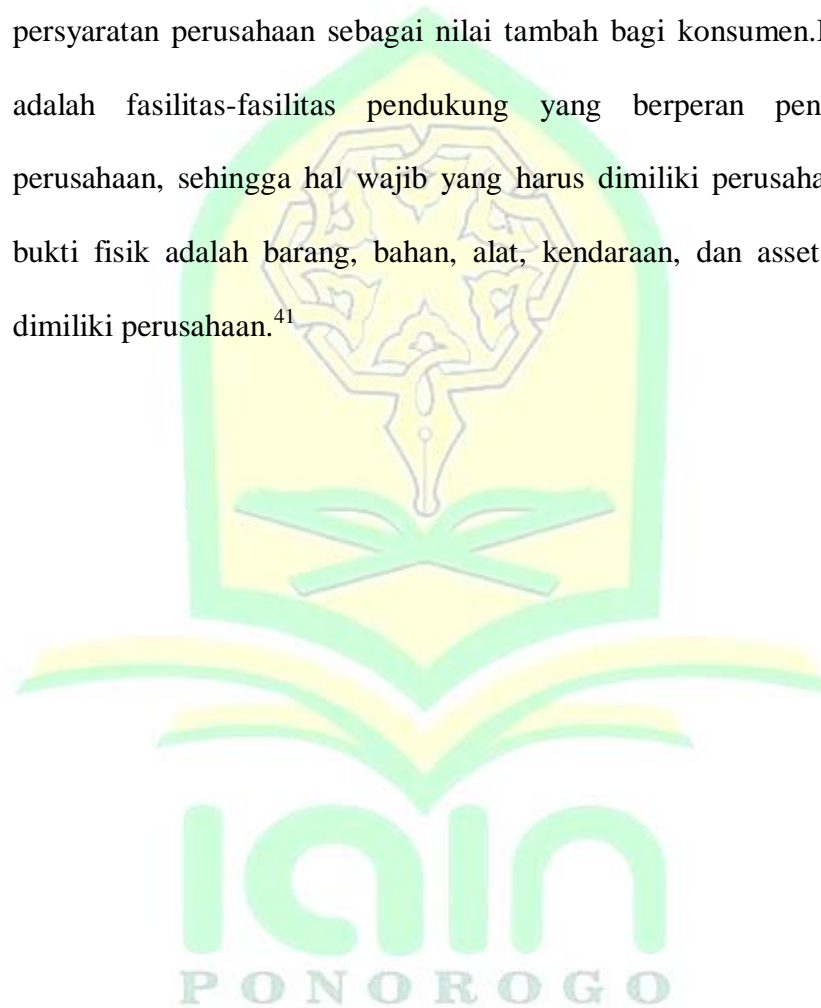 persyaratan perusahaan sebagai nilai tambah bagi konsumen.
adalah fasilitas-fasilitas pendukung yang berperan
perusahaan, sehingga hal wajib yang harus dimiliki
bukti fisik adalah barang, bahan, alat, kendaraan, dan asset
dimiliki perusahaan.41
IAIN
PONOROGO